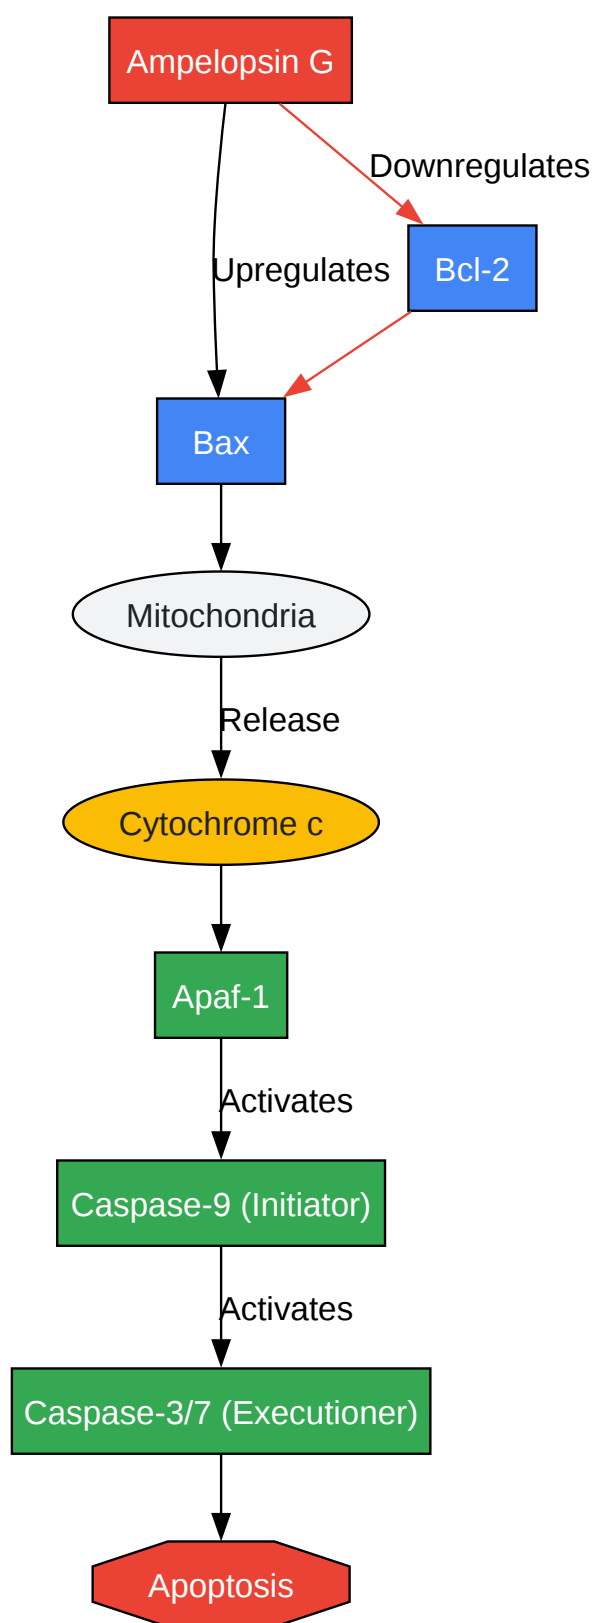 Ampelopsin G
Downregulates
Upregulates
Bcl-2
Bax
Mitochondria
Release
Cytochrome c
Apaf-1
Activates
Caspase-9 (Initiator)
Activates
Caspase-3/7 (Executioner)
Apoptosis